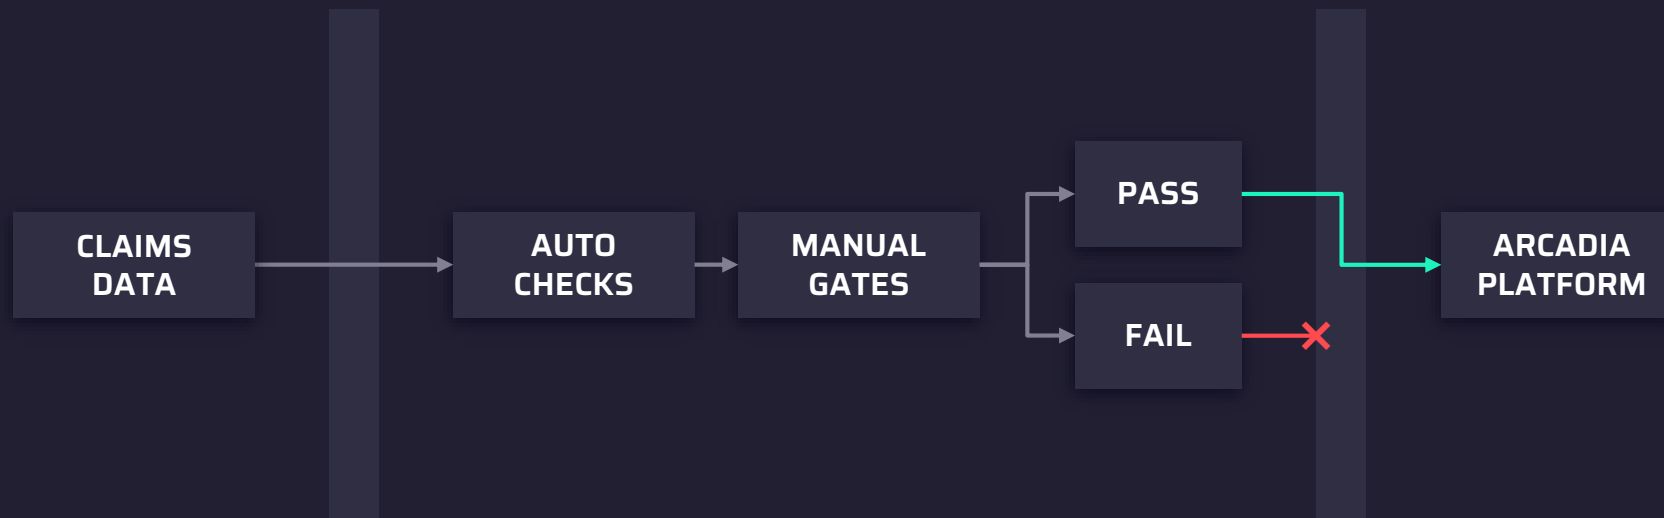 CLAIMS
DATA
AUTO
CHECKS
MANUAL
GATES
PASS
FAIL
ARCADIA
PLATFORM